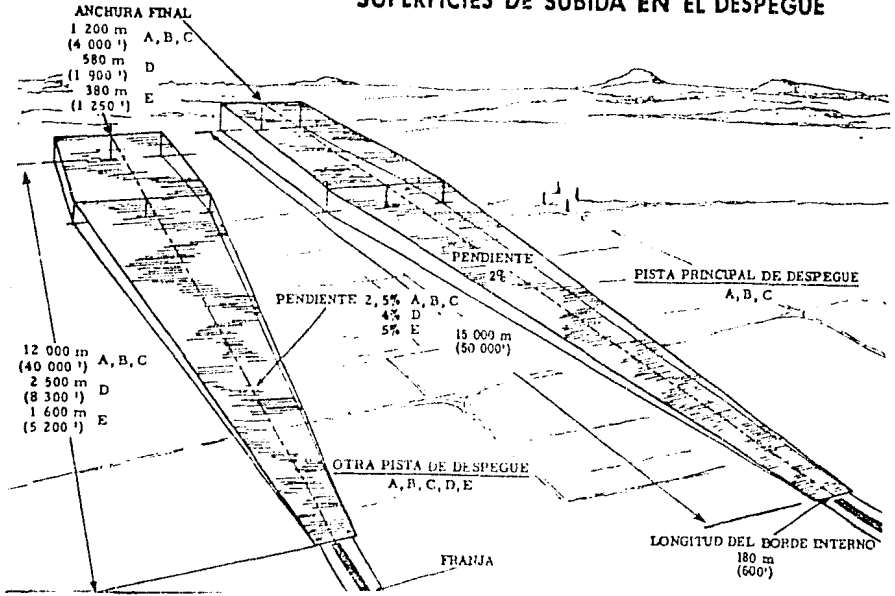 SUPERFICIES DE SUBIDA EN EL DESPEGUE
ANCHURA FINAL
1 200 m
(4 000 ') A, B, C
580 m
(1 900 ') D
380 m
(1 250 ') E
PENDIENTE
2%
PISTA PRINCIPAL DE DESPEGUE
A, B, C
PENDIENTE 2,5% A, B, C
4% D
5% E
15 000 m
(50 000')
12 000 m
(40 000 ') A, B, C
2 500 m
(8 300 ') D
1 600 m
(5 200 ') E
OTRA PISTA DE DESPEGUE
A, B, C, D, E
LONGITUD DEL BORDE INTERNO
180 m
(600')
FRANJA